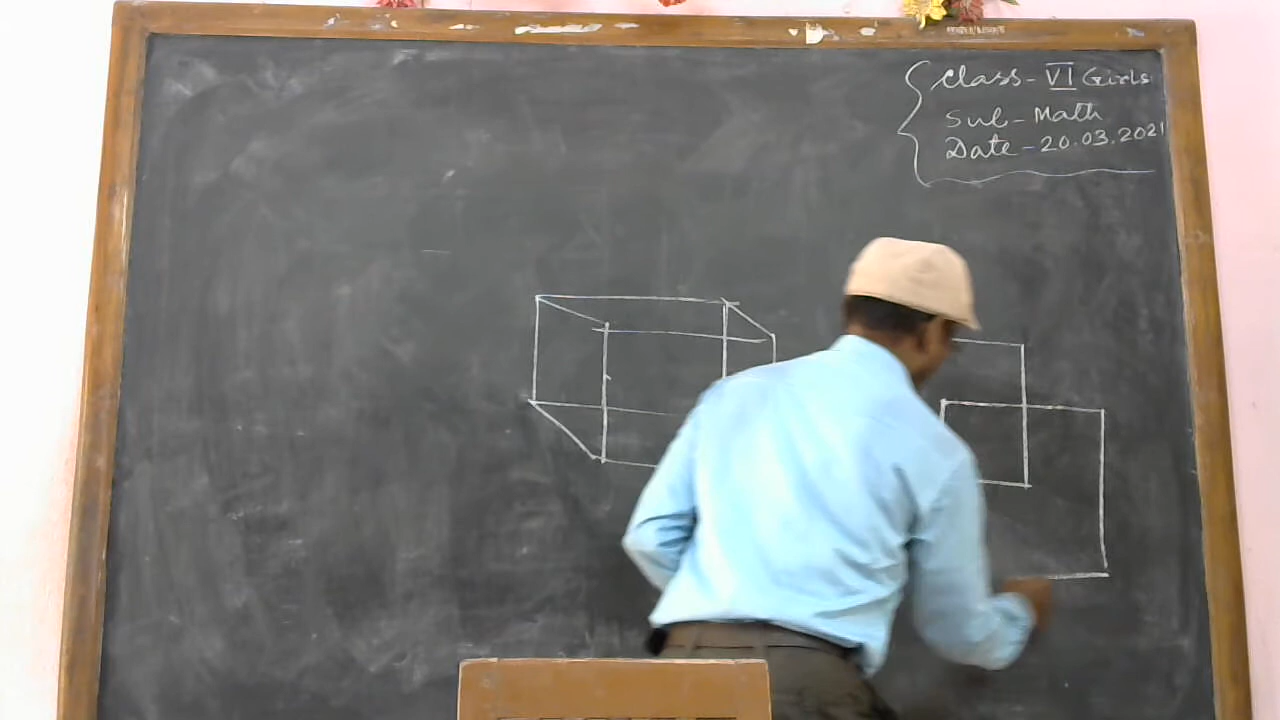 Class - VI Girls
Sub - Math
Date - 20.03.2021